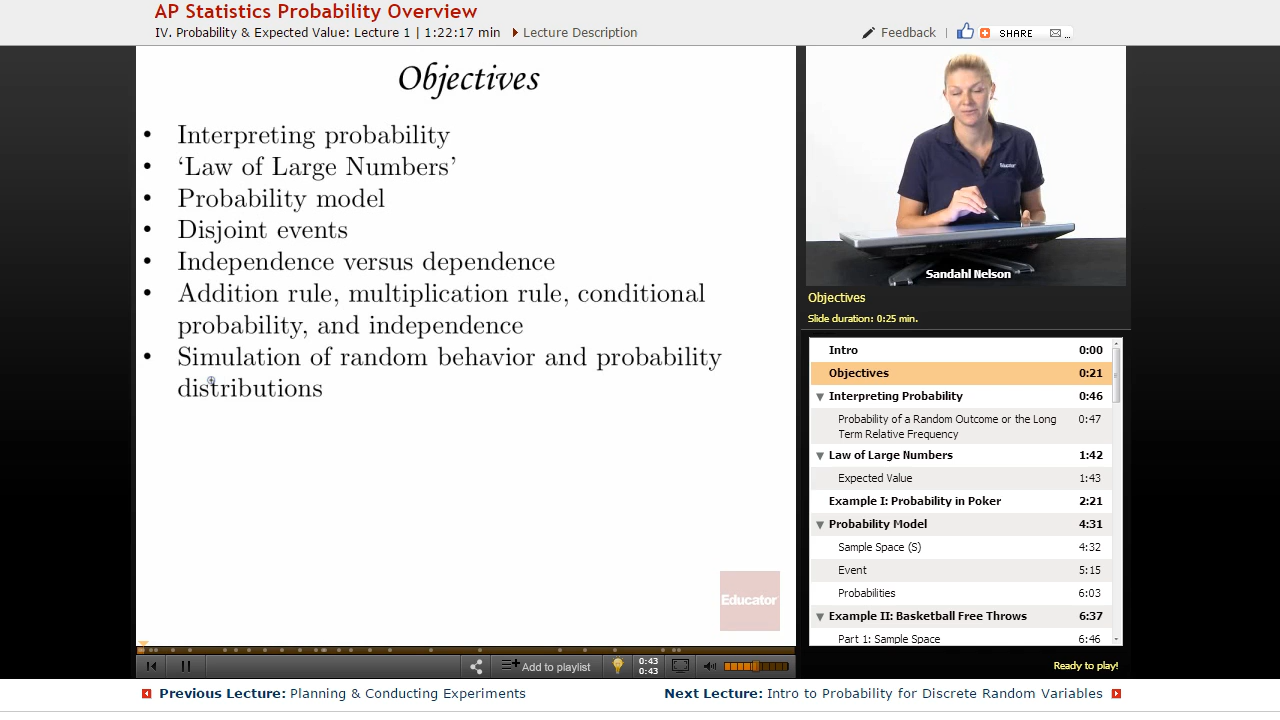 AP Statistics Probability Overview
IV. Probability & Expected Value: Lecture 1 | 1:22:17 min
Lecture Description
Feedback
SHARE
Objectives
• Interpreting probability
• ‘Law of Large Numbers’
• Probability model
• Disjoint events
• Independence versus dependence
• Addition rule, multiplication rule, conditional
probability, and independence
• Simulation of random behavior and probability
distributions
Educator
Add to playlist
0:43
0:43
Educator
Sandahl Nelson
Objectives
Slide duration: 0:25 min.
Intro 0:00
Objectives 0:21
Interpreting Probability 0:46
Probability of a Random Outcome or the Long 0:47
Term Relative Frequency
Law of Large Numbers 1:42
Expected Value 1:43
Example I: Probability in Poker 2:21
Probability Model 4:31
Sample Space (S) 4:32
Event 5:15
Probabilities 6:03
Example II: Basketball Free Throws 6:37
Part 1: Sample Space 6:46
Ready to play!
Previous Lecture: Planning & Conducting Experiments
Next Lecture: Intro to Probability for Discrete Random Variables